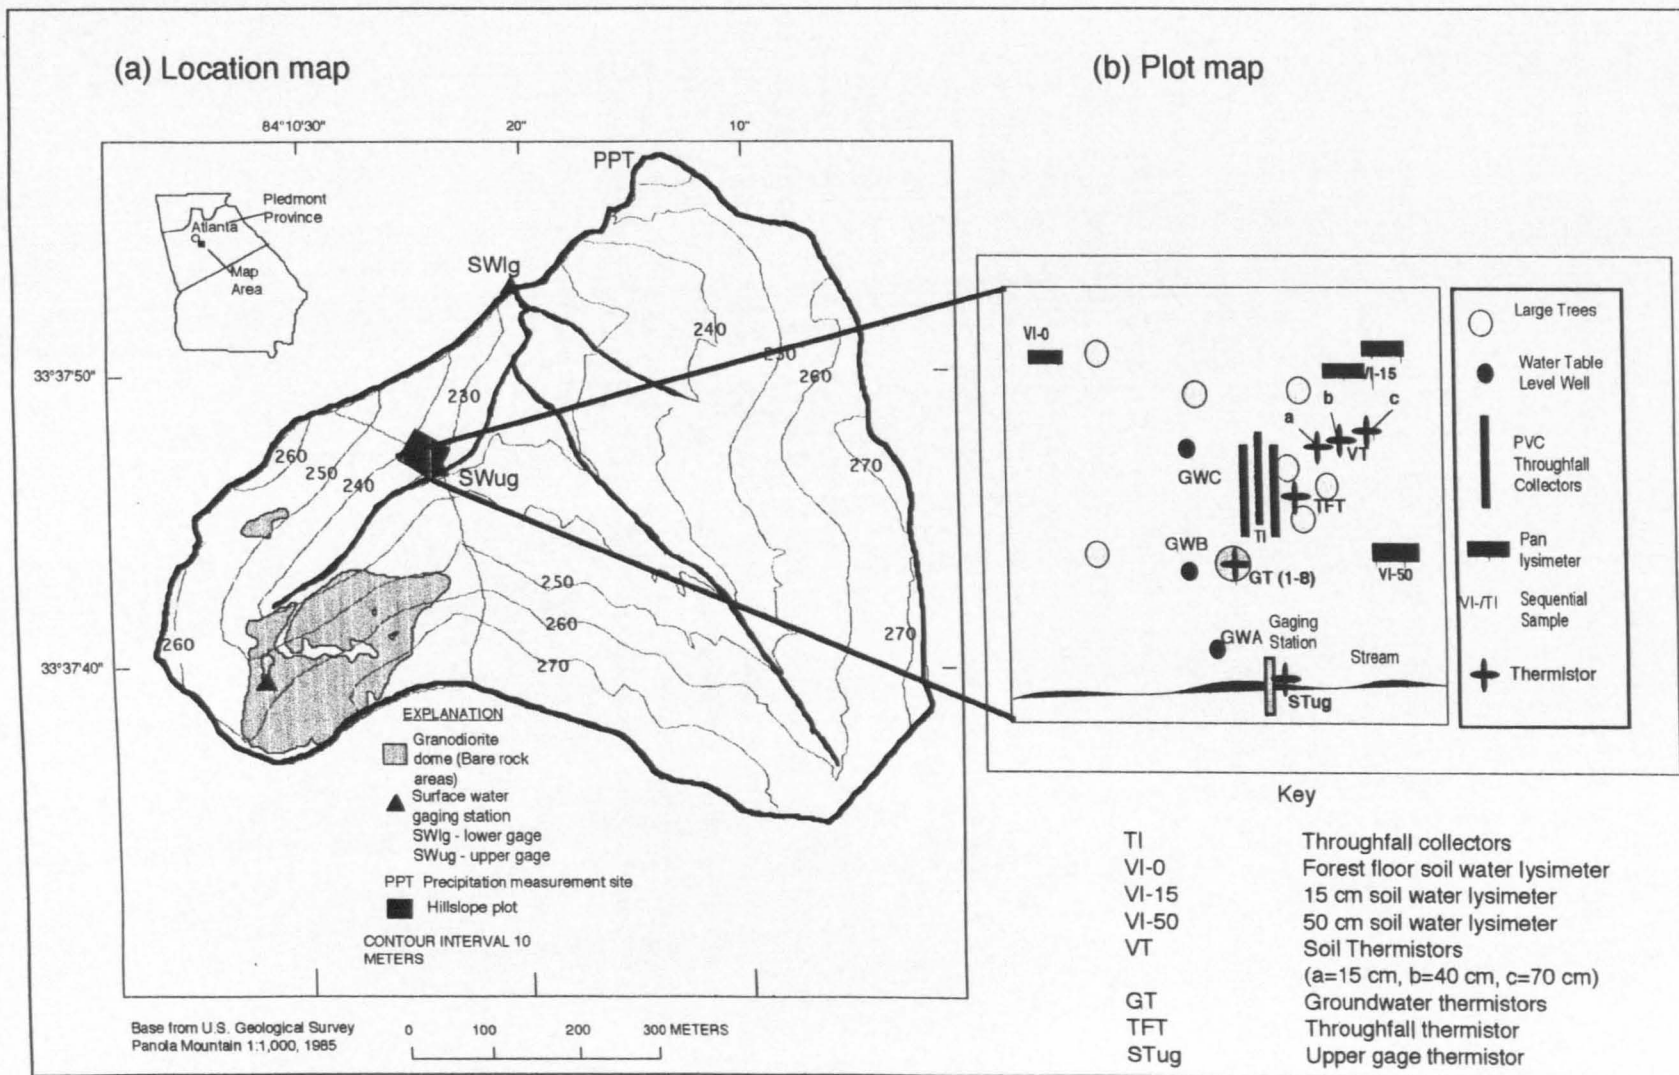 (a) Location map
84°10'30"
20"
10"
PPT
Piedmont
Province
Atlanta
Map
Area
SWlg
33°37'50"
240
250
260
230
260
250
240
SWug
270
250
260
270
260
270
33°37'40"
EXPLANATION
Granodiorite
dome (Bare rock
areas)
Surface water
gaging station
SWlg - lower gage
SWug - upper gage
PPT Precipitation measurement site
Hillslope plot
CONTOUR INTERVAL 10
METERS
Base from U.S. Geological Survey
Panola Mountain 1:1,000, 1985
0 100 200 300 METERS
(b) Plot map
VI-0
VI-15
a
b
c
VT
GWC
TFT
TI
GWB
GT (1-8)
VI-50
GWA
Gaging
Station
Stream
STug
Large Trees
Water Table
Level Well
PVC
Throughfall
Collectors
Pan
lysimeter
VI-/TI Sequential
Sample
Thermistor
Key
TI Throughfall collectors
VI-0 Forest floor soil water lysimeter
VI-15 15 cm soil water lysimeter
VI-50 50 cm soil water lysimeter
VT Soil Thermistors
(a=15 cm, b=40 cm, c=70 cm)
GT Groundwater thermistors
TFT Throughfall thermistor
STug Upper gage thermistor